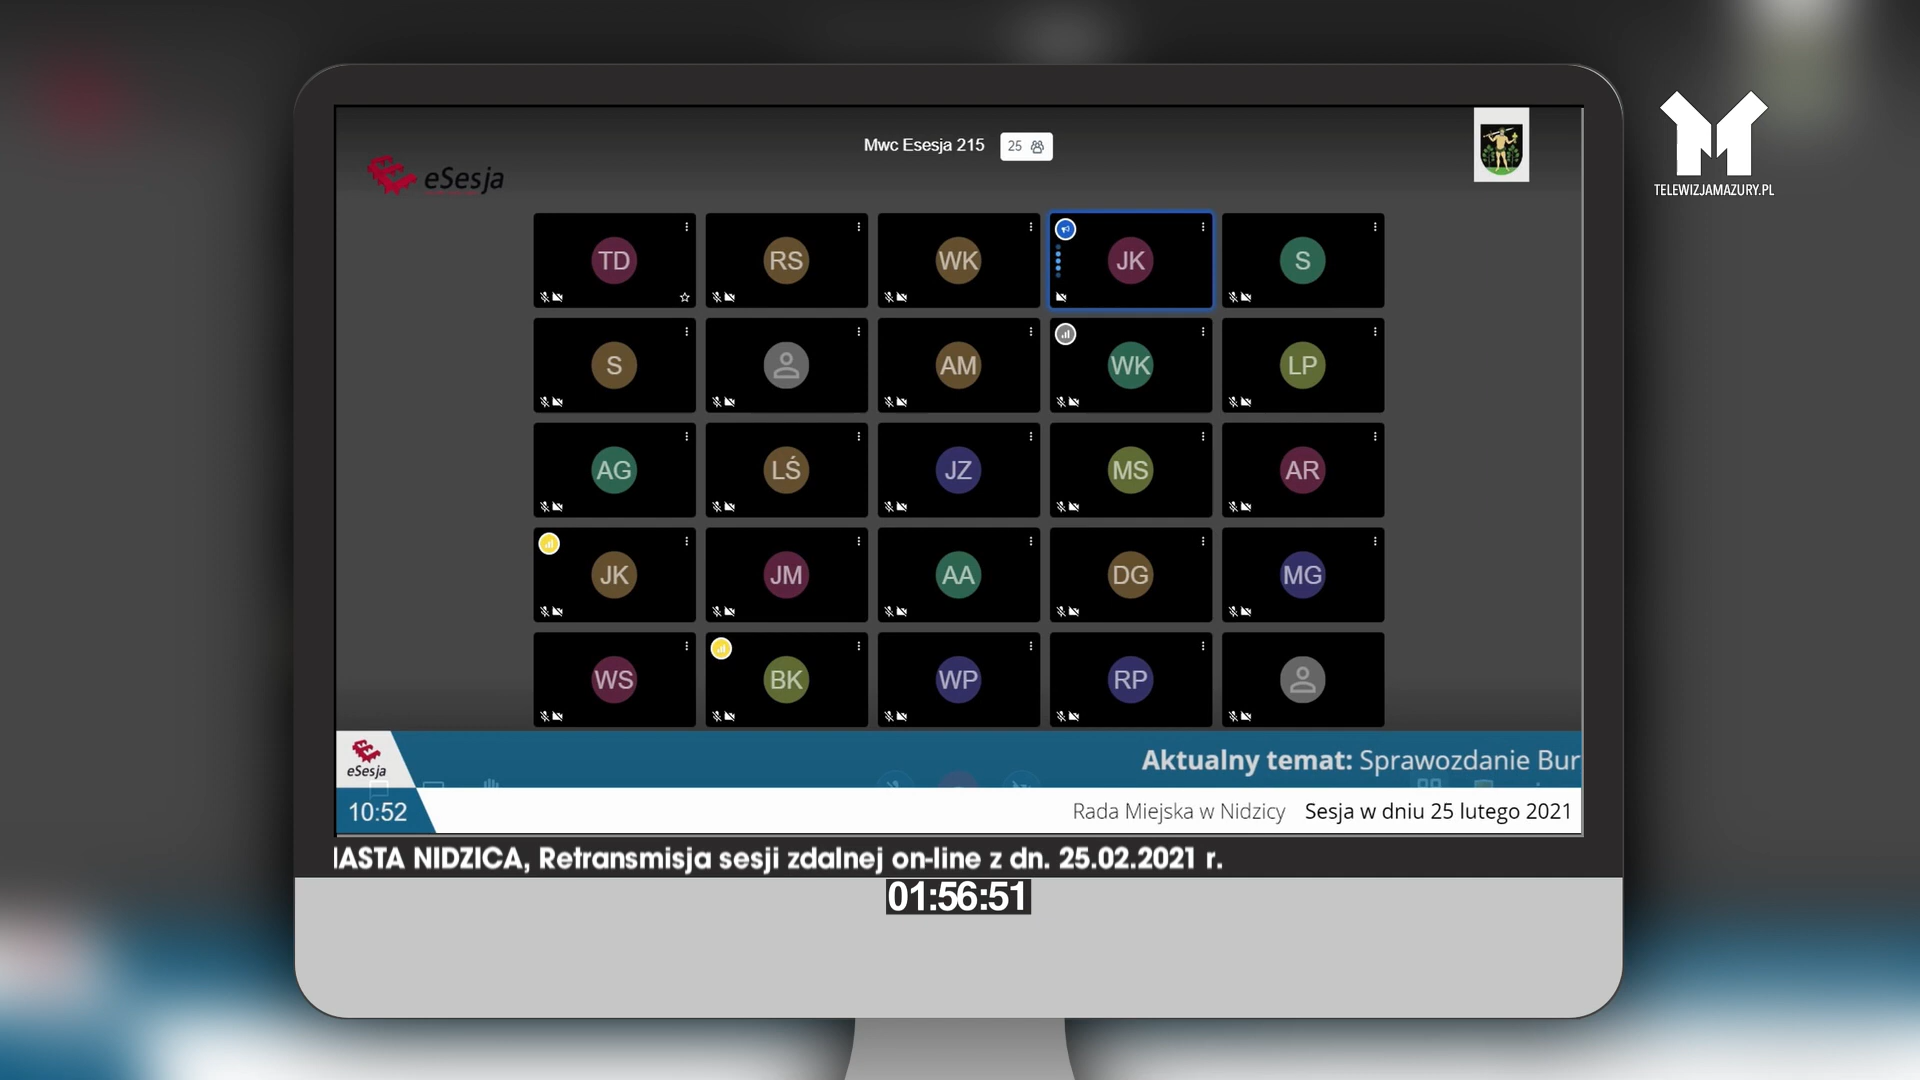 Mwc Esesja 215 25
eSesja
TELEWIZJAMAZURY.PL
TD RS WK JK S
S AM WK LP
AG LŚ JZ MS AR
JK JM AA DG MG
WS BK WP RP
eSesja
Aktualny temat: Sprawozdanie Bur
10:52
Rada Miejska w Nidzicy Sesja w dniu 25 lutego 2021
IASTA NIDZICA, Retransmisja sesji zdalnej on-line z dn. 25.02.2021 r.
01:56:51